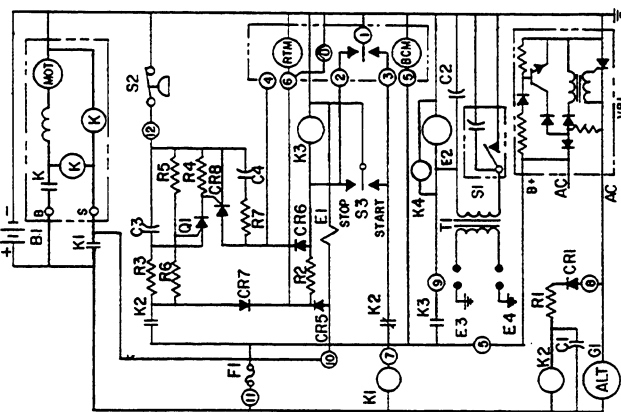 -
+
B1
MOT
K
K
K
B
S
K1
S2
12
C3
R3
K2
R5
R6
Q1
R4
CR8
R7
C4
CR7
RTM
6
11
4
2
1
3
BCM
5
K3
STOP
S3
START
E1
CR6
R2
CR5
10
F1
11
K2
7
K1
K4
E2
9
K3
C2
S1
T1
E3
E4
5
VR1
B+
AC
AC
R1
CR1
8
K2
C1
G1
ALT